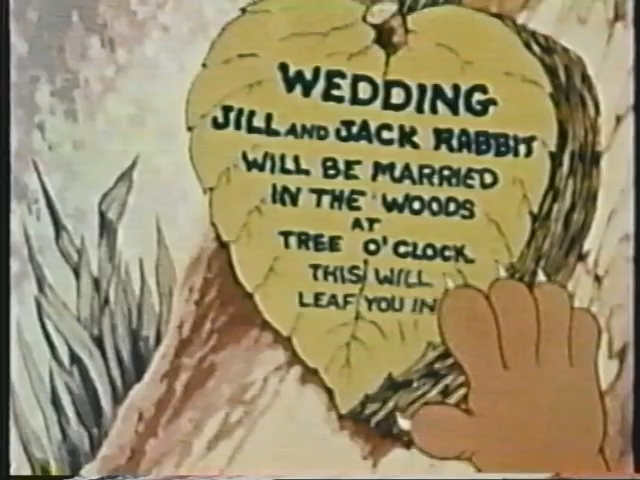 WEDDING
JILL AND JACK RABBIT
WILL BE MARRIED
IN THE WOODS
AT
TREE O'CLOCK
THIS WILL
LEAF YOU IN